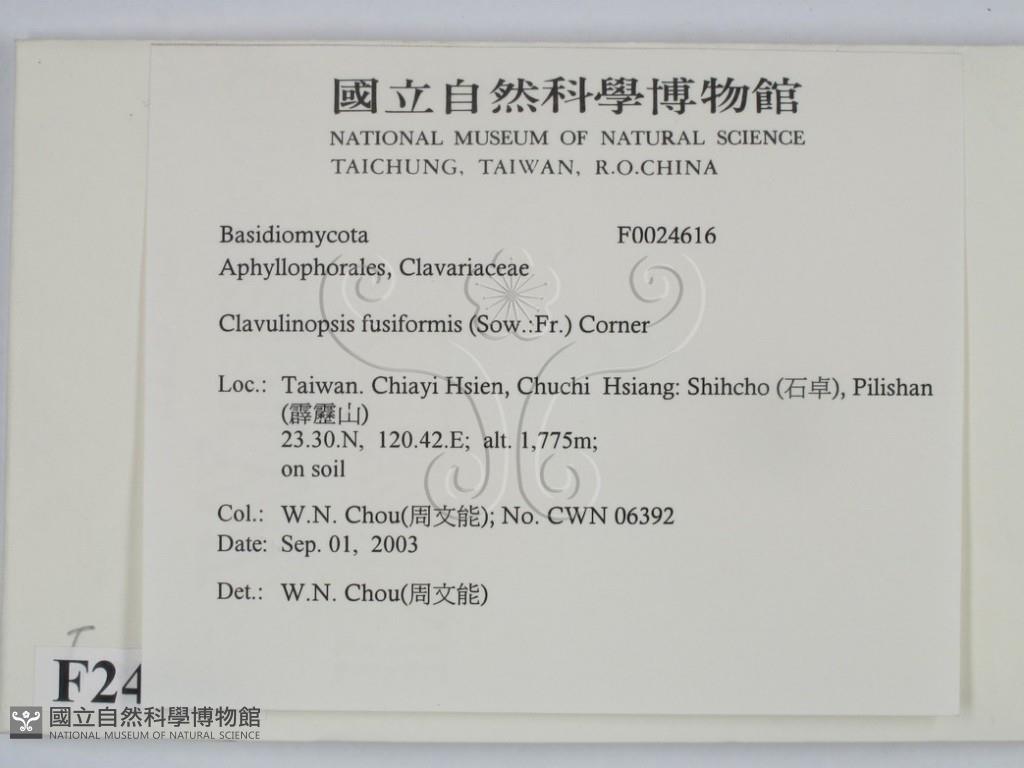 國立自然科學博物館
NATIONAL MUSEUM OF NATURAL SCIENCE
TAICHUNG, TAIWAN, R.O.CHINA
Basidiomycota F0024616
Aphyllophorales, Clavariaceae
Clavulinopsis fusiformis (Sow.:Fr.) Corner
Loc.: Taiwan. Chiayi Hsien, Chuchi Hsiang: Shihcho (石卓), Pilishan
(霹靂山)
23.30.N, 120.42.E; alt. 1,775m;
on soil
Col.: W.N. Chou(周文能); No. CWN 06392
Date: Sep. 01, 2003
Det.: W.N. Chou(周文能)
F24
國立自然科學博物館
NATIONAL MUSEUM OF NATURAL SCIENCE